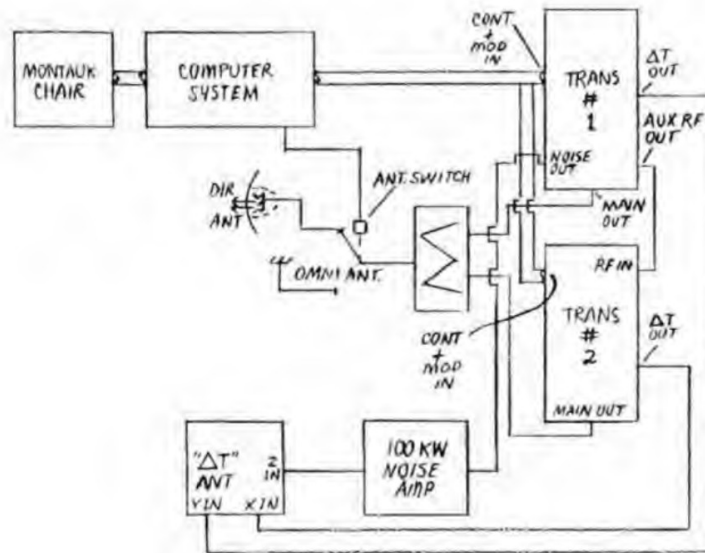 MONTAUK
CHAIR
COMPUTER
SYSTEM
CONT
+
MOD
IN
TRANS
#
1
ΔT
OUT
AUX RF
OUT
NOISE
OUT
MAIN
OUT
DIR
ANT
ANT. SWITCH
OMNI ANT.
Σ
RF IN
TRANS
#
2
ΔT
OUT
CONT
+
MOD
IN
MAIN OUT
"ΔT"
ANT
Z
IN
Y IN
X IN
100 KW
NOISE
AMP